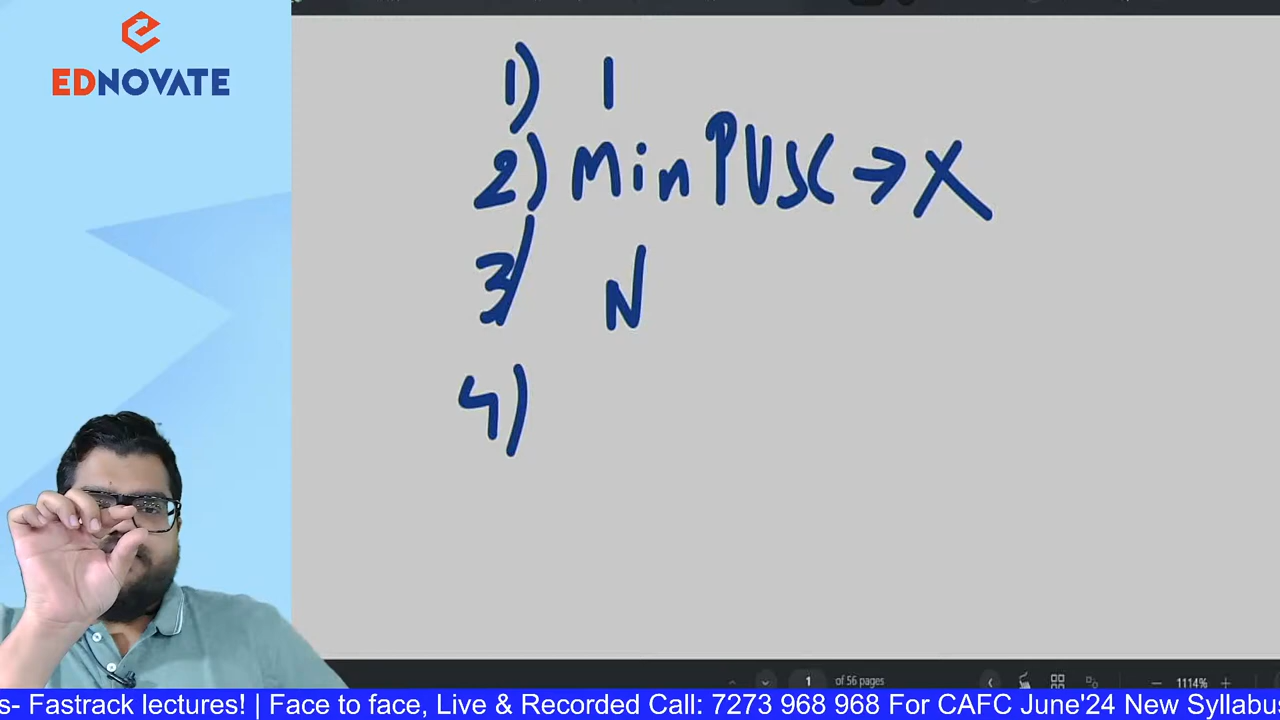 EDNOVATE
1) 1
2) Min PUSC → X
3) N
4)
1 of 56 pages
1114%
s- Fastrack lectures! | Face to face, Live & Recorded Call: 7273 968 968 For CAFC June'24 New Syllabus